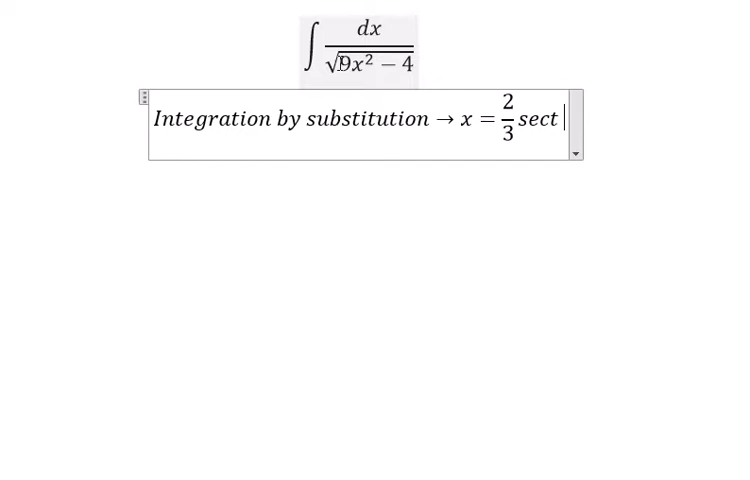 ∫ dx / √(9x² − 4)
Integration by substitution → x = 2/3 sect